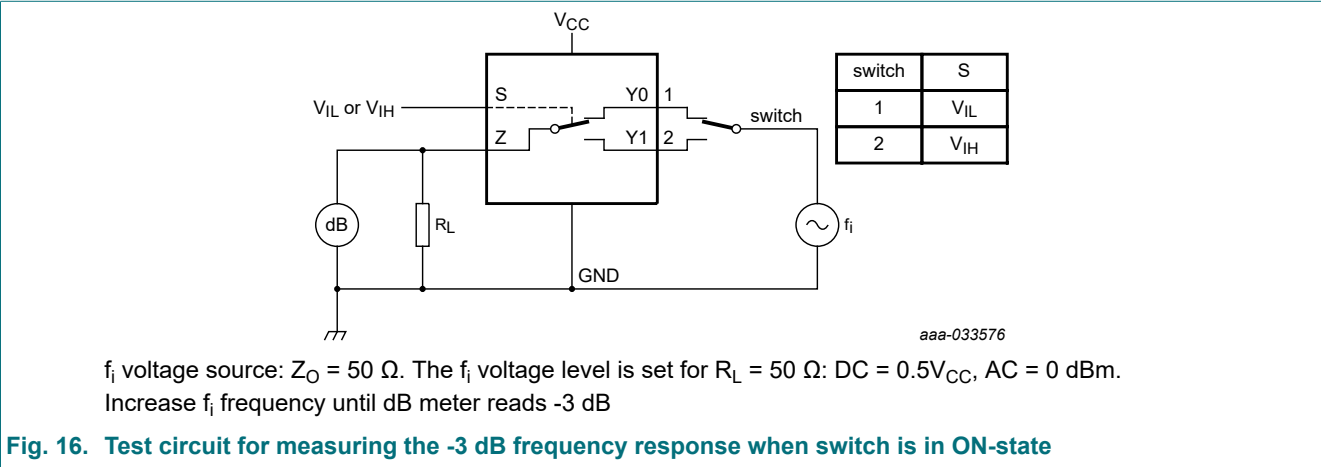 VCC
switch S
S Y0 1
VIL or VIH
1 VIL
switch
Z Y1 2
2 VIH
dB RL fi
GND
aaa-033576
fi voltage source: ZO = 50 Ω. The fi voltage level is set for RL = 50 Ω: DC = 0.5VCC, AC = 0 dBm.
Increase fi frequency until dB meter reads -3 dB
Fig. 16. Test circuit for measuring the -3 dB frequency response when switch is in ON-state